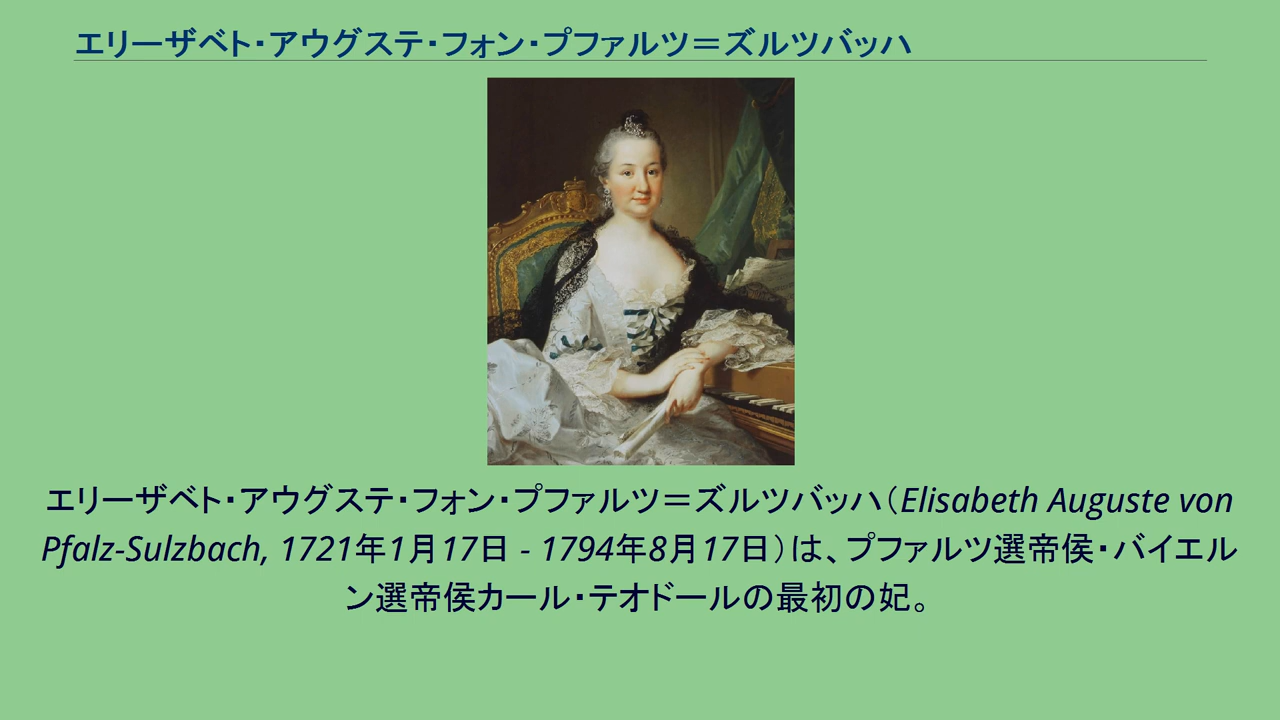 エリーザベト・アウグステ・フォン・プファルツ＝ズルツバッハ
エリーザベト・アウグステ・フォン・プファルツ＝ズルツバッハ（Elisabeth Auguste von
Pfalz-Sulzbach, 1721年1月17日 - 1794年8月17日）は、プファルツ選帝侯・バイエル
ン選帝侯カール・テオドールの最初の妃。